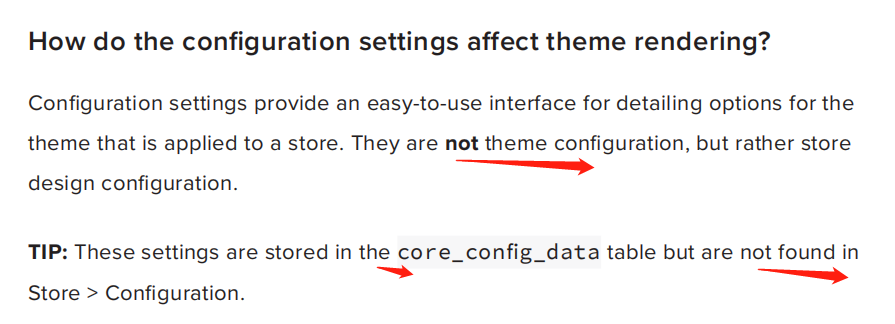 How do the configuration settings affect theme rendering?
Configuration settings provide an easy-to-use interface for detailing options for the
theme that is applied to a store. They are not theme configuration, but rather store
design configuration.
TIP: These settings are stored in the core_config_data table but are not found in
Store > Configuration.